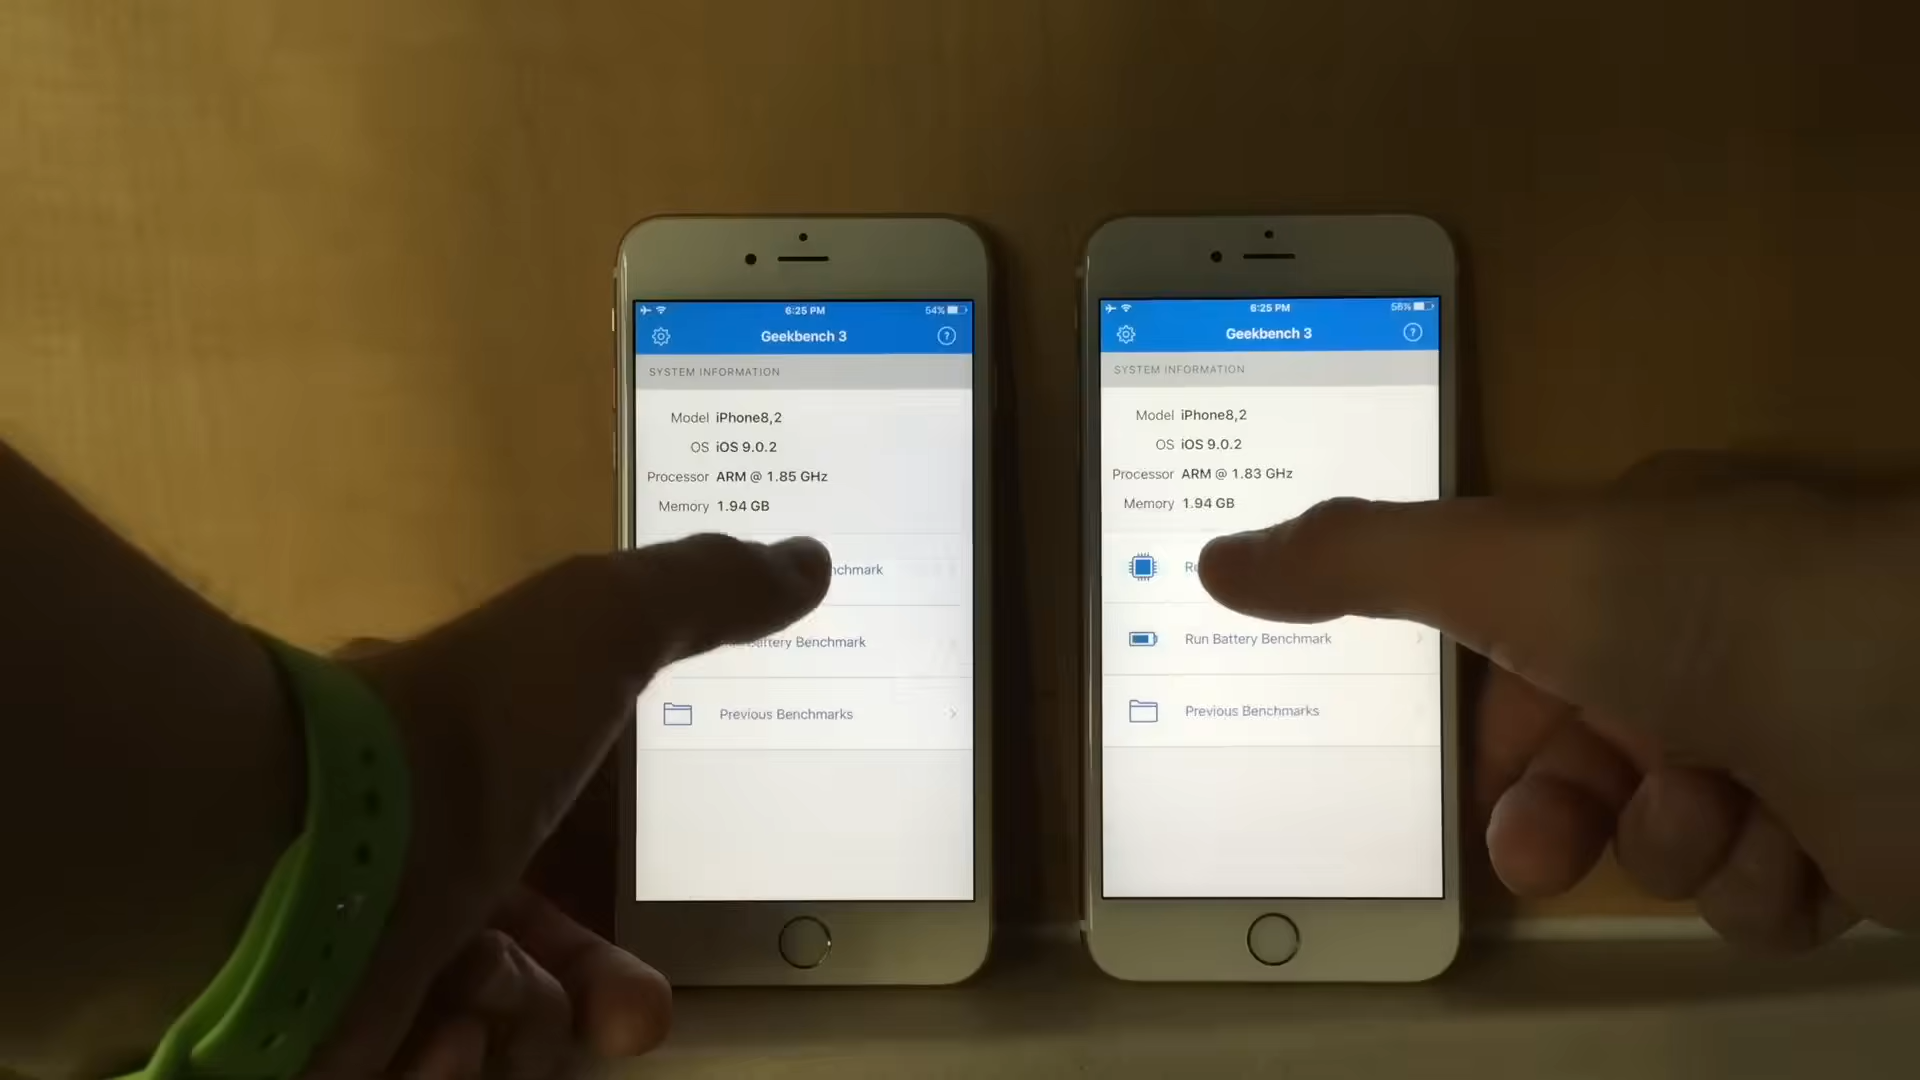 6:25 PM
54%
Geekbench 3
?
SYSTEM INFORMATION
Model iPhone8,2
OS iOS 9.0.2
Processor ARM @ 1.85 GHz
Memory 1.94 GB
nchmark
attery Benchmark
Previous Benchmarks
6:25 PM
Geekbench 3
?
SYSTEM INFORMATION
Model iPhone8,2
OS iOS 9.0.2
Processor ARM @ 1.83 GHz
Memory 1.94 GB
R
Run Battery Benchmark
Previous Benchmarks